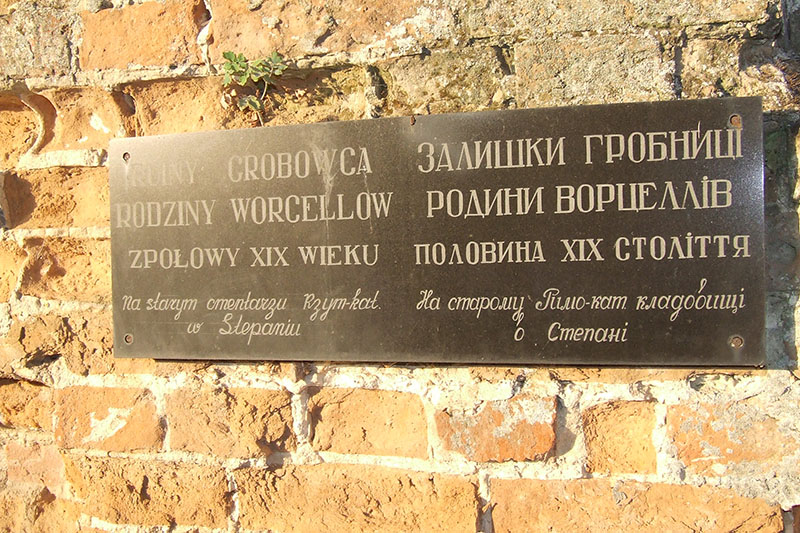 RUINY GROBOWCA
RODZINY WORCELLOW
ZPOŁOWY XIX WIEKU
Na starym cmentarzu Rzym-kat.
w Stepaniu
ЗАЛИШКИ ГРОБНИЦІ
РОДИНИ ВОРЦЕЛЛІВ
ПОЛОВИНА XIX СТОЛІТТЯ
На старому Римо-кат. кладовищі
в Степані